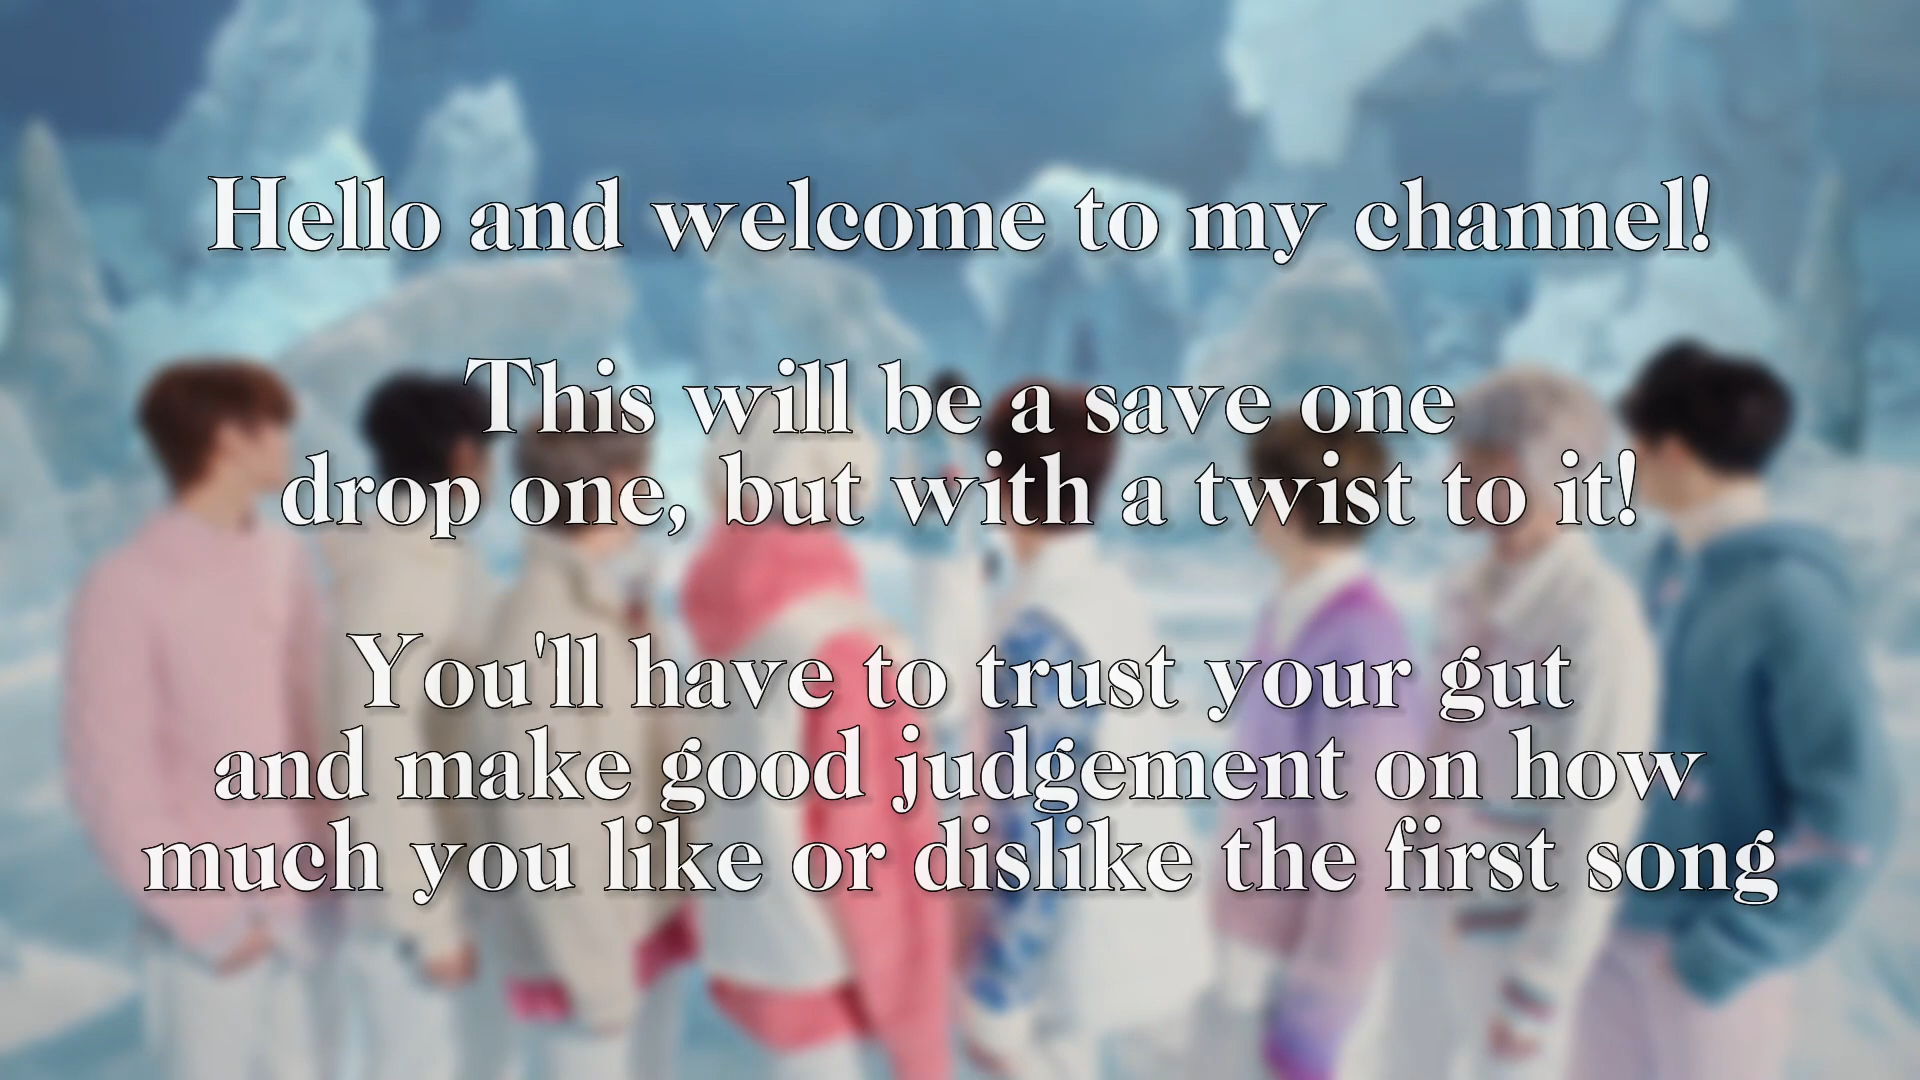 Hello and welcome to my channel!
This will be a save one
drop one, but with a twist to it!
You'll have to trust your gut
and make good judgement on how
much you like or dislike the first song